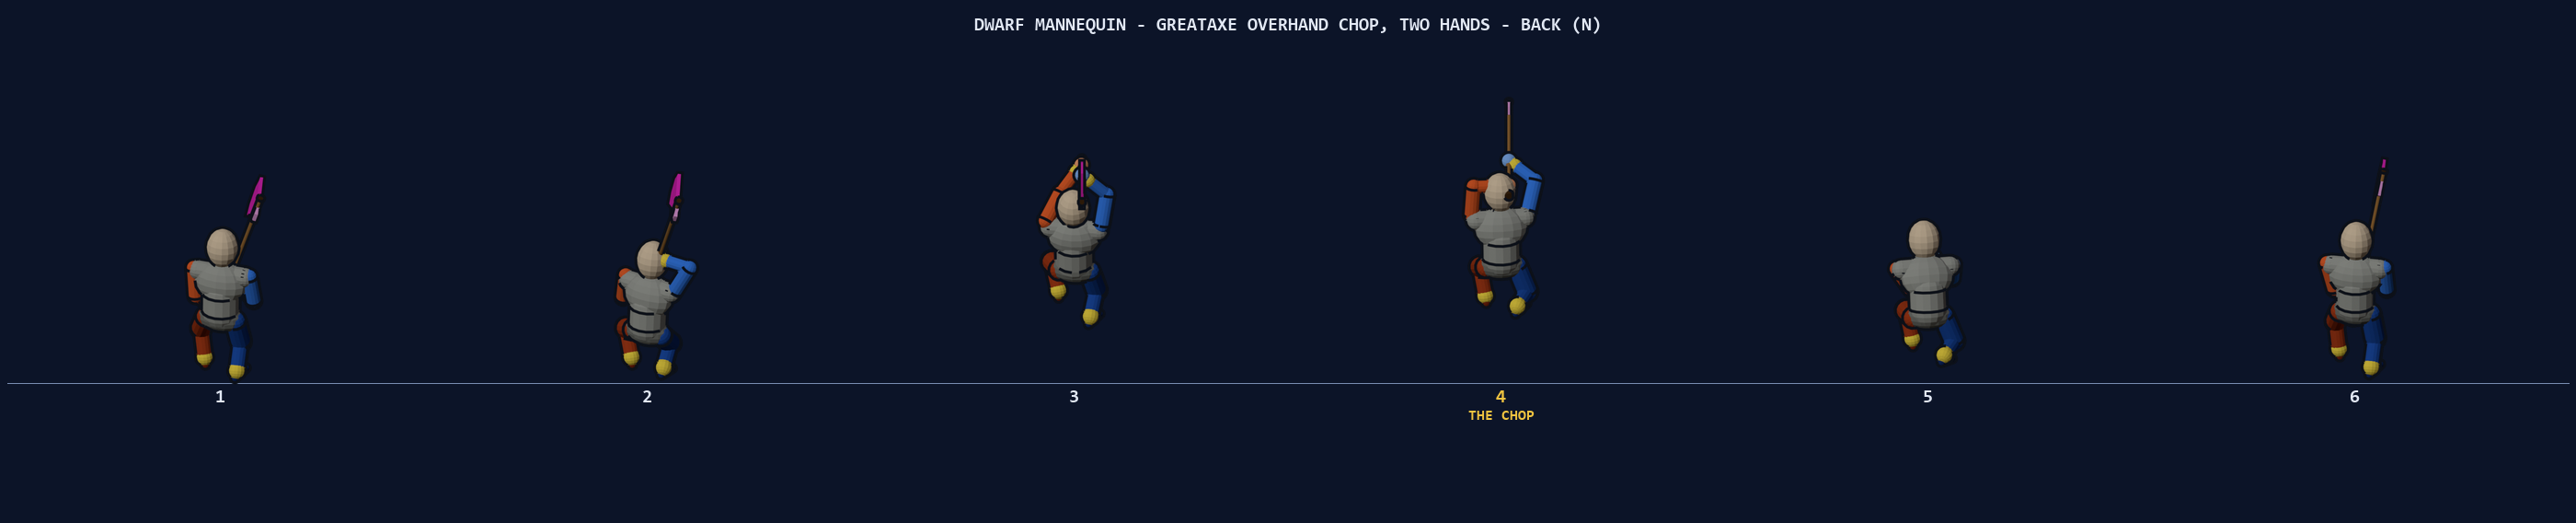 DWARF MANNEQUIN - GREATAXE OVERHAND CHOP, TWO HANDS - BACK (N)
1 2 3 4 5 6
THE CHOP